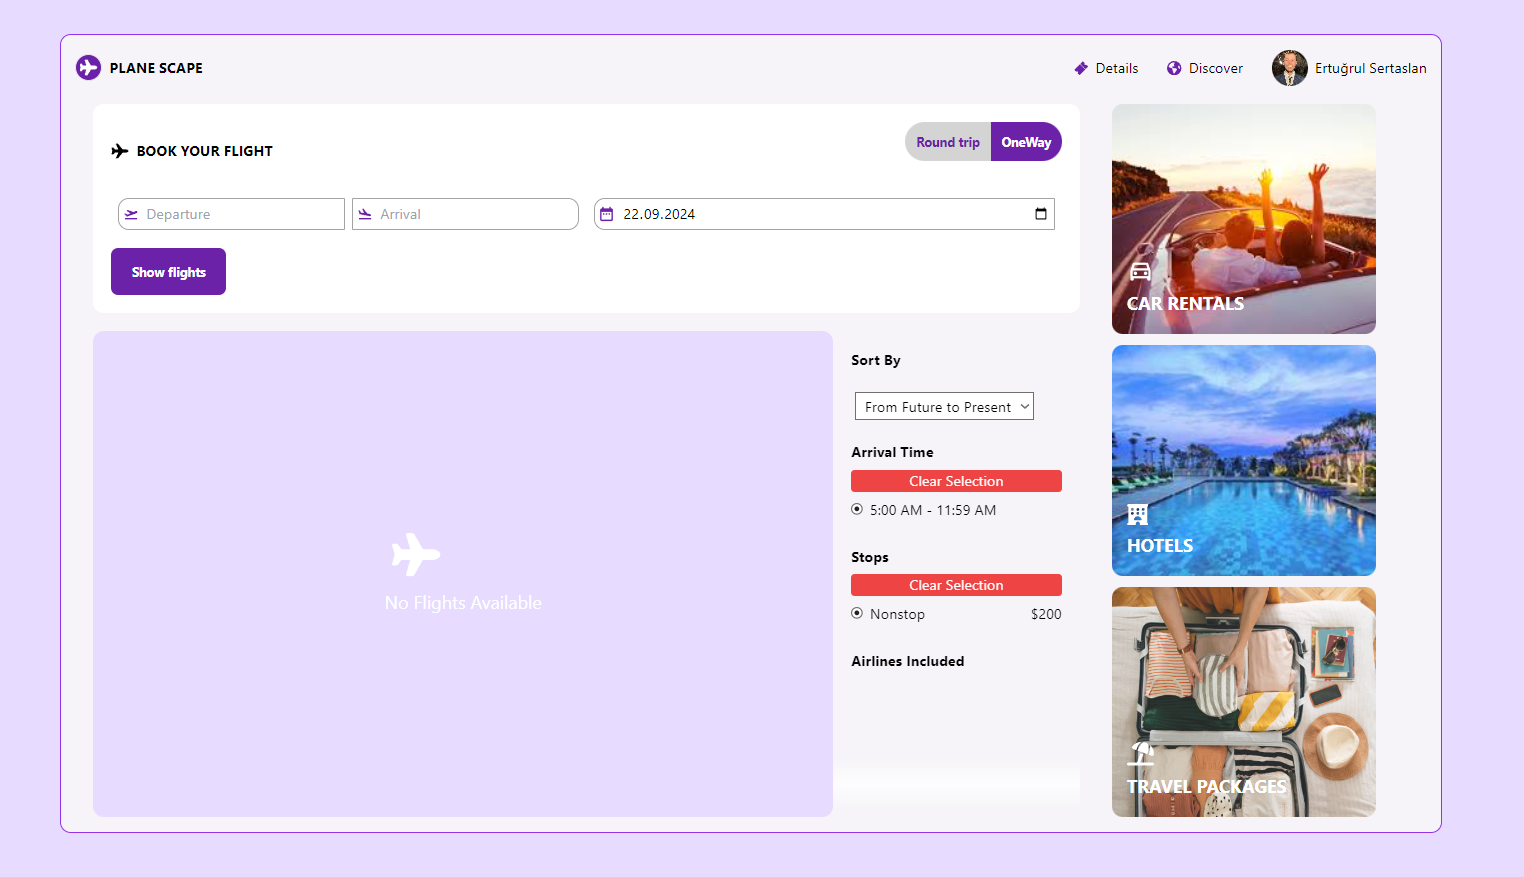 PLANE SCAPE
Details
Discover
Ertuğrul Sertaslan
BOOK YOUR FLIGHT
Round trip
OneWay
Departure
Arrival
22.09.2024
Show flights
No Flights Available
Sort By
From Future to Present
Arrival Time
Clear Selection
5:00 AM - 11:59 AM
Stops
Clear Selection
Nonstop $200
Airlines Included
CAR RENTALS
HOTELS
TRAVEL PACKAGES